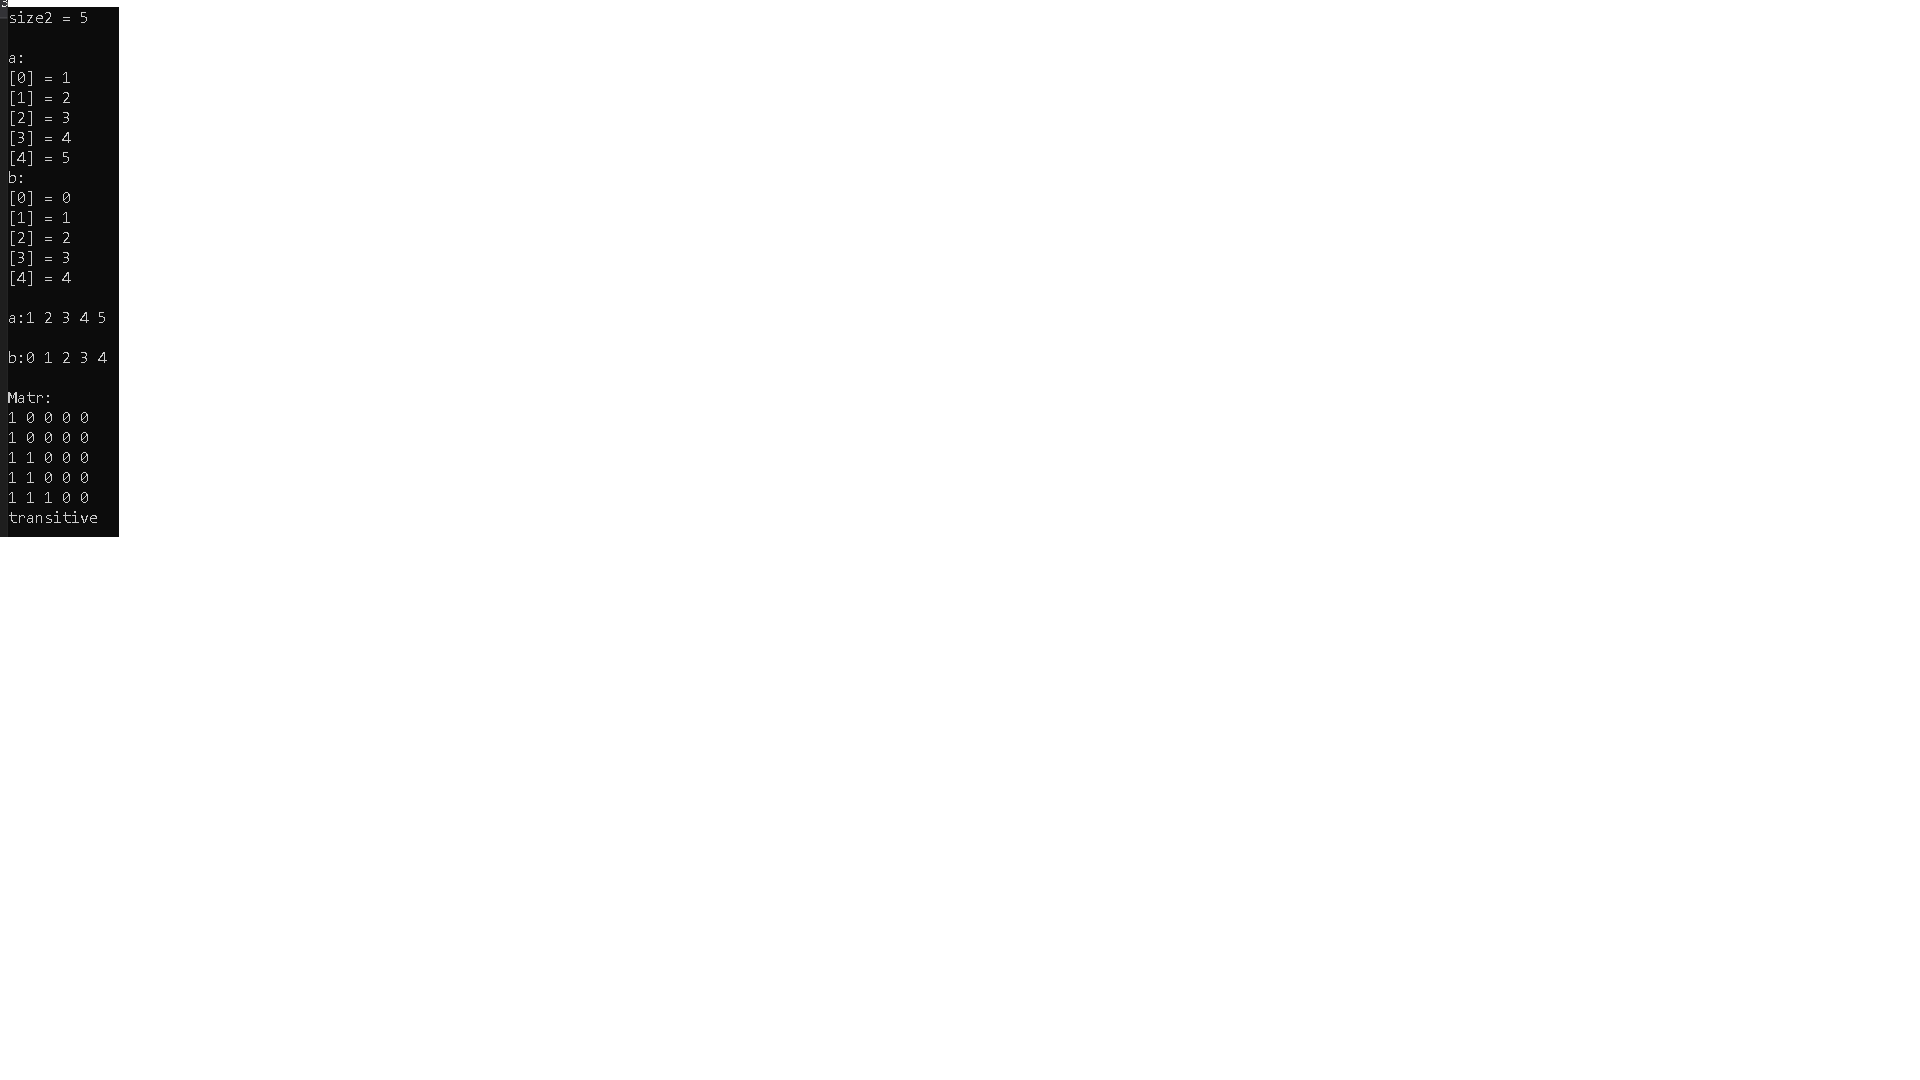 size2 = 5
a:
[0] = 1
[1] = 2
[2] = 3
[3] = 4
[4] = 5
b:
[0] = 0
[1] = 1
[2] = 2
[3] = 3
[4] = 4
a:1 2 3 4 5
b:0 1 2 3 4
Matr:
1 0 0 0 0
1 0 0 0 0
1 1 0 0 0
1 1 0 0 0
1 1 1 0 0
transitive